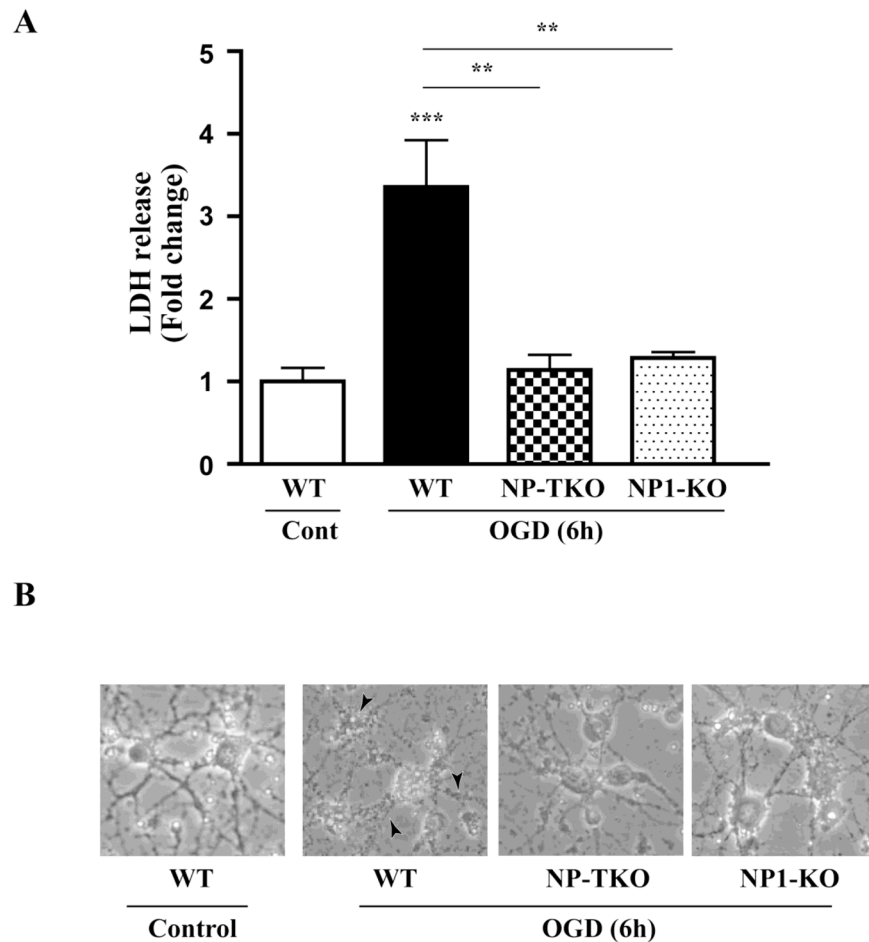 A
**
**
***
5
4
3
2
1
0
LDH release
(Fold change)
WT
WT
NP-TKO
NP1-KO
Cont
OGD (6h)
B
WT
WT
NP-TKO
NP1-KO
Control
OGD (6h)